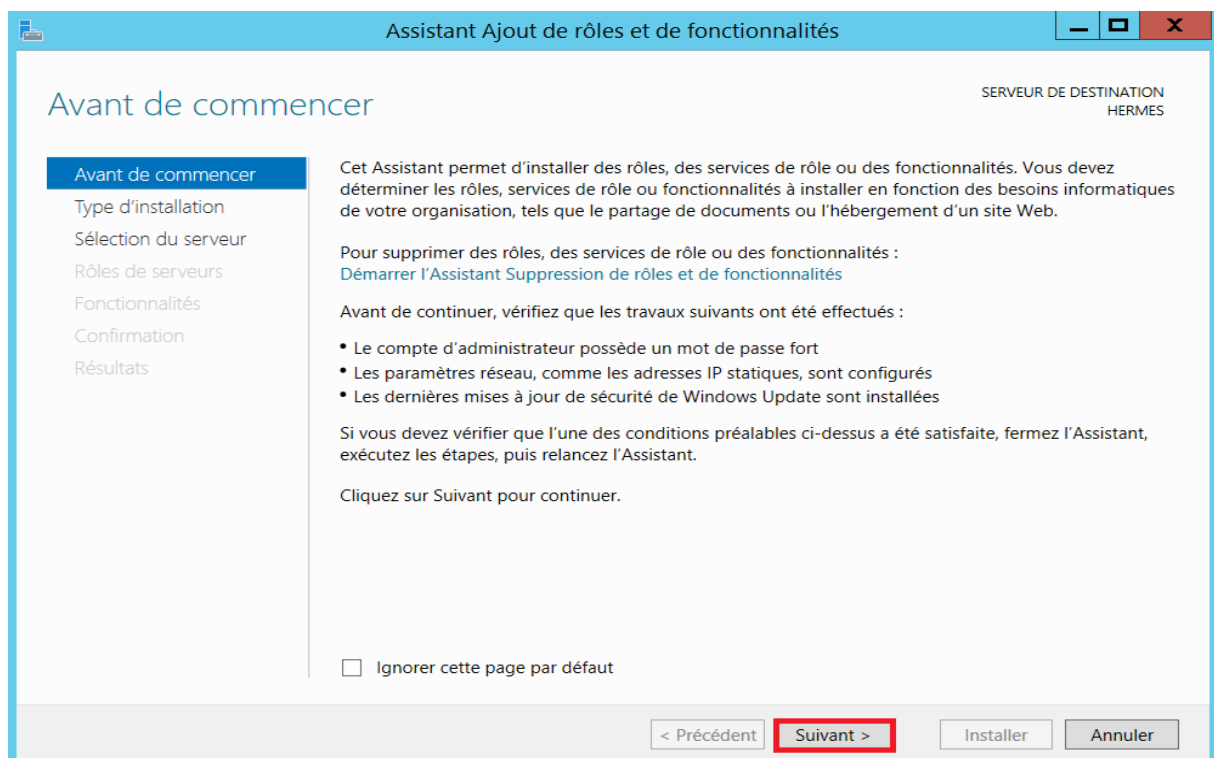 Assistant Ajout de rôles et de fonctionnalités
X
Avant de commencer
SERVEUR DE DESTINATION
HERMES
Avant de commencer
Type d'installation
Sélection du serveur
Rôles de serveurs
Fonctionnalités
Confirmation
Résultats
Cet Assistant permet d'installer des rôles, des services de rôle ou des fonctionnalités. Vous devez
déterminer les rôles, services de rôle ou fonctionnalités à installer en fonction des besoins informatiques
de votre organisation, tels que le partage de documents ou l'hébergement d'un site Web.
Pour supprimer des rôles, des services de rôle ou des fonctionnalités :
Démarrer l'Assistant Suppression de rôles et de fonctionnalités
Avant de continuer, vérifiez que les travaux suivants ont été effectués :
• Le compte d'administrateur possède un mot de passe fort
• Les paramètres réseau, comme les adresses IP statiques, sont configurés
• Les dernières mises à jour de sécurité de Windows Update sont installées
Si vous devez vérifier que l'une des conditions préalables ci-dessus a été satisfaite, fermez l'Assistant,
exécutez les étapes, puis relancez l'Assistant.
Cliquez sur Suivant pour continuer.
Ignorer cette page par défaut
< Précédent
Suivant >
Installer
Annuler